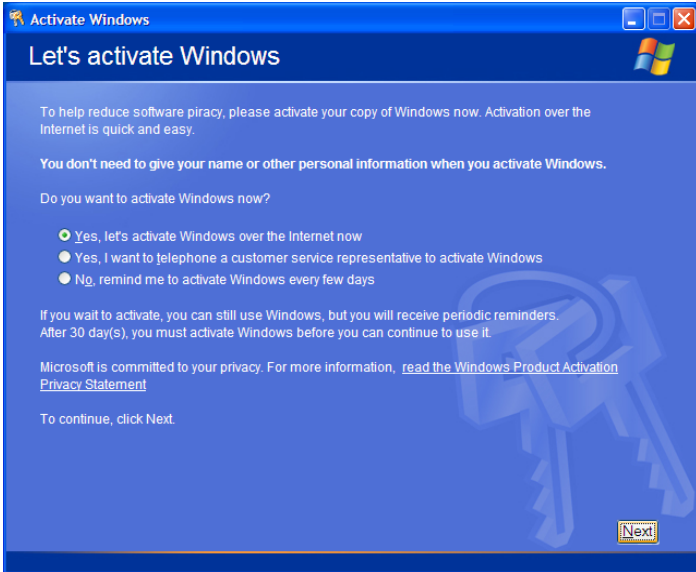 Activate Windows
Let's activate Windows
To help reduce software piracy, please activate your copy of Windows now. Activation over the
Internet is quick and easy.
You don't need to give your name or other personal information when you activate Windows.
Do you want to activate Windows now?
Yes, let's activate Windows over the Internet now
Yes, I want to telephone a customer service representative to activate Windows
No, remind me to activate Windows every few days
If you wait to activate, you can still use Windows, but you will receive periodic reminders.
After 30 day(s), you must activate Windows before you can continue to use it.
Microsoft is committed to your privacy. For more information, read the Windows Product Activation
Privacy Statement
To continue, click Next.
Next